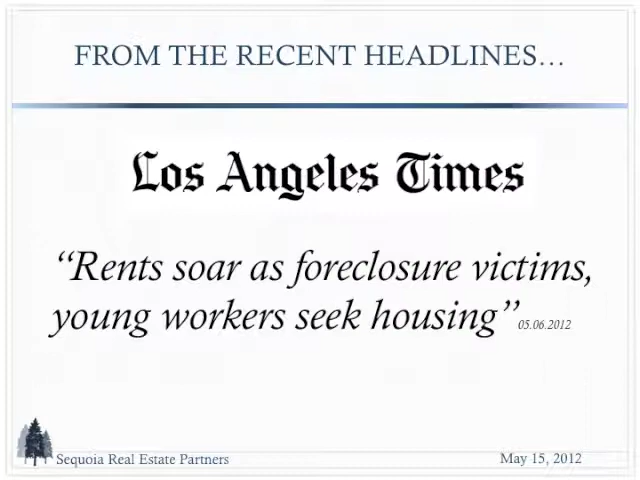 FROM THE RECENT HEADLINES…
Los Angeles Times
“Rents soar as foreclosure victims,
young workers seek housing” 05.06.2012
Sequoia Real Estate Partners
May 15, 2012